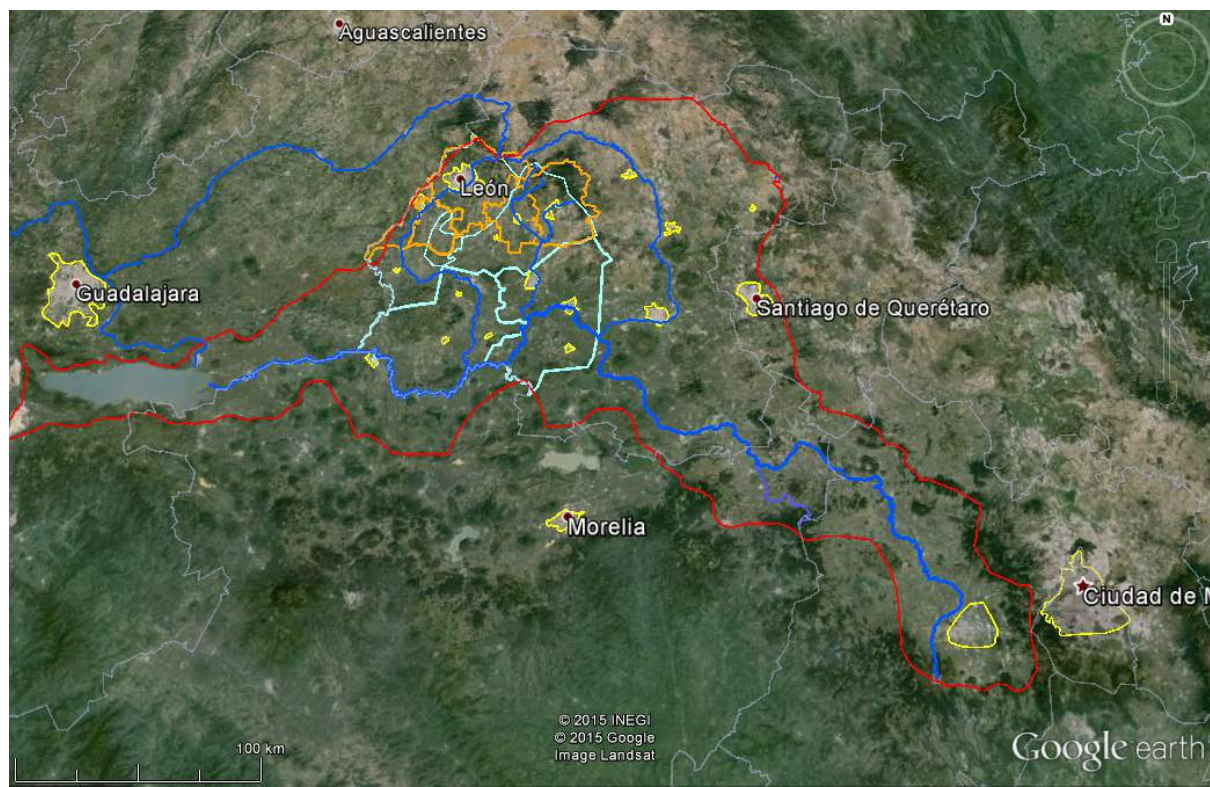 Aguascalientes
N
León
Guadalajara
Santiago de Querétaro
Morelia
Ciudad de M
© 2015 INEGI
© 2015 Google
Image Landsat
100 km
Google earth